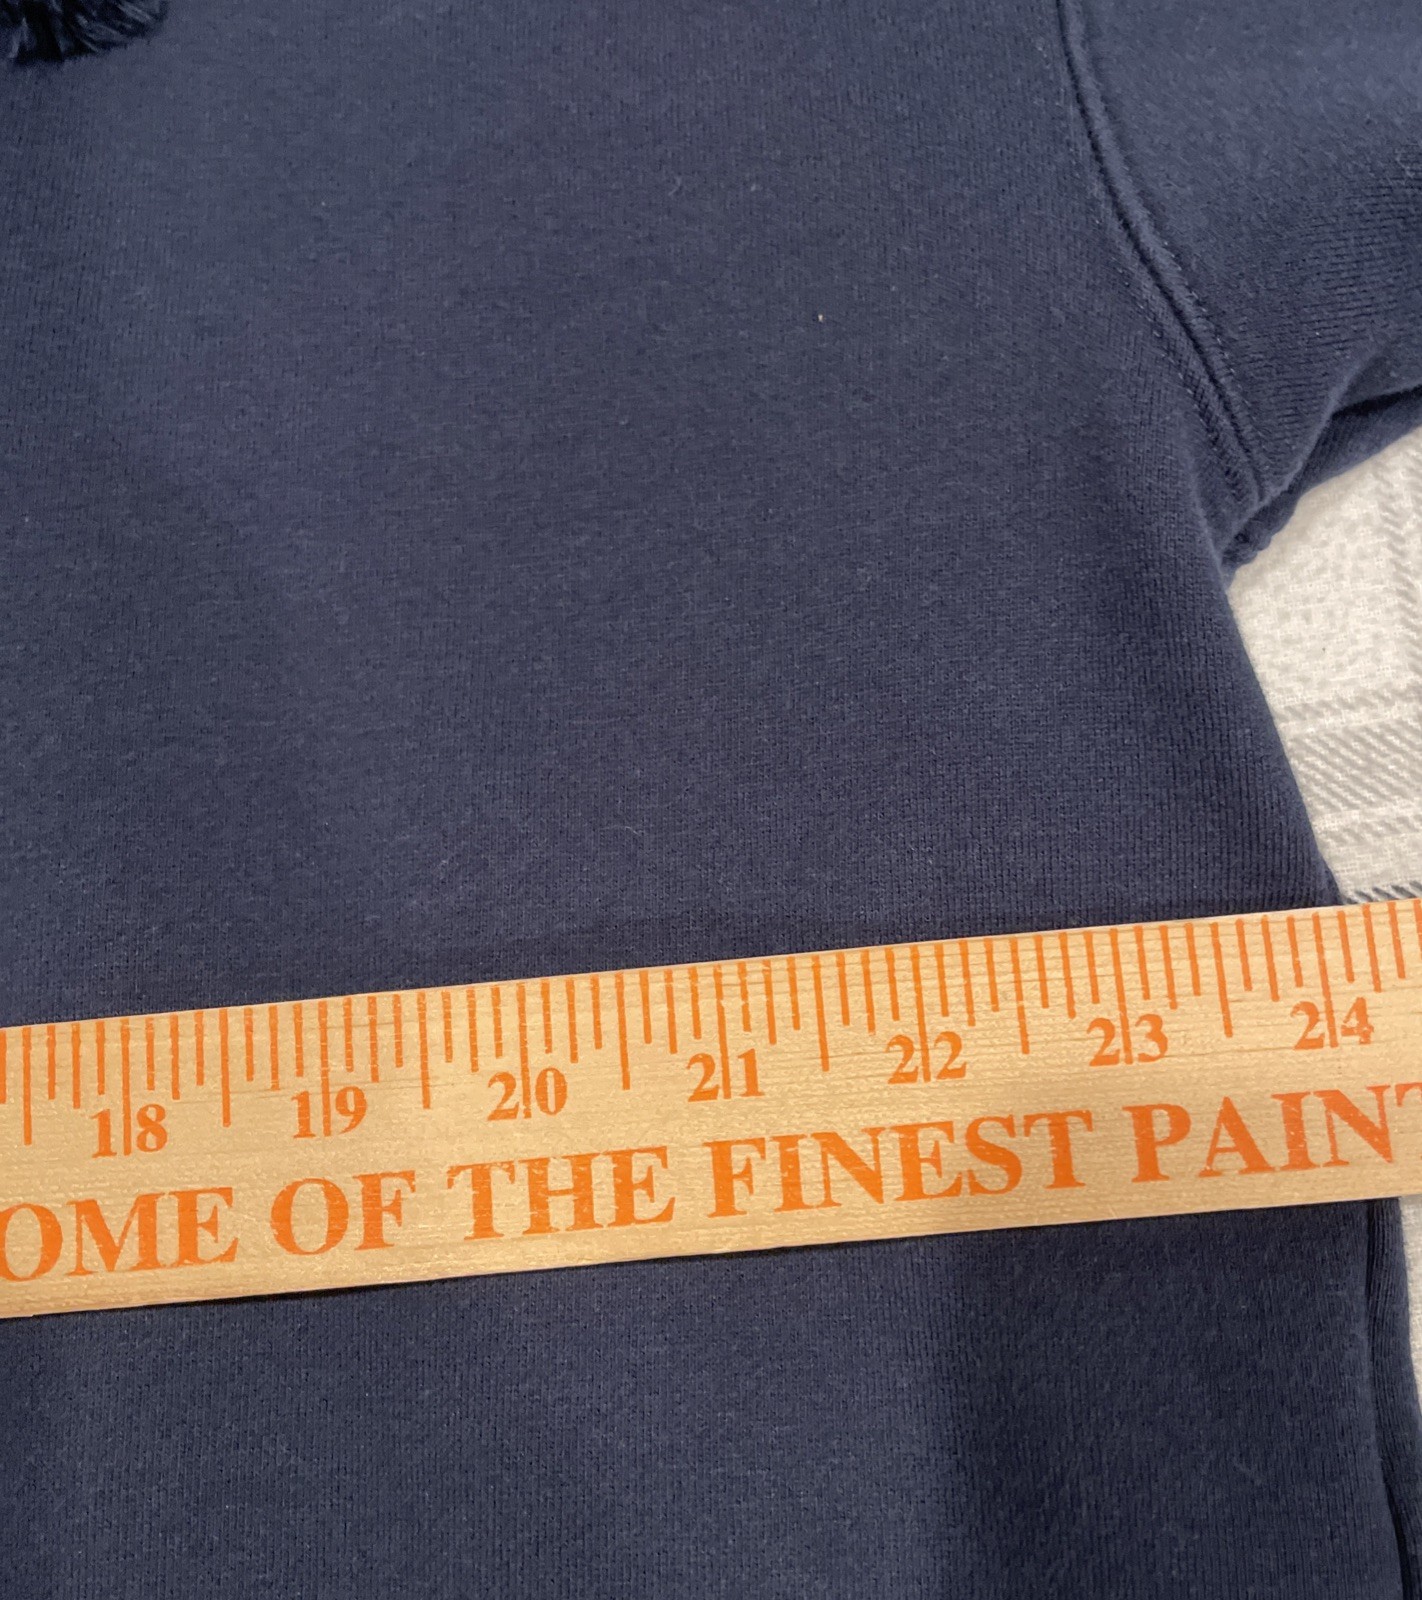 18 19 20 21 22 23 24
OME OF THE FINEST PAINT